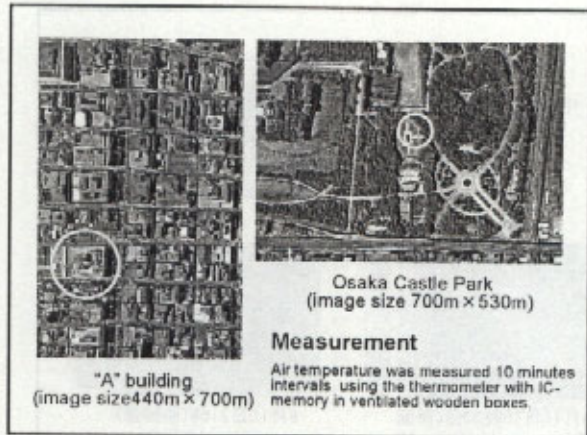 "A" building
(image size440m×700m)
Osaka Castle Park
(image size 700m×530m)
Measurement
Air temperature was measured 10 minutes
intervals using the thermometer with IC-
memory in ventilated wooden boxes.